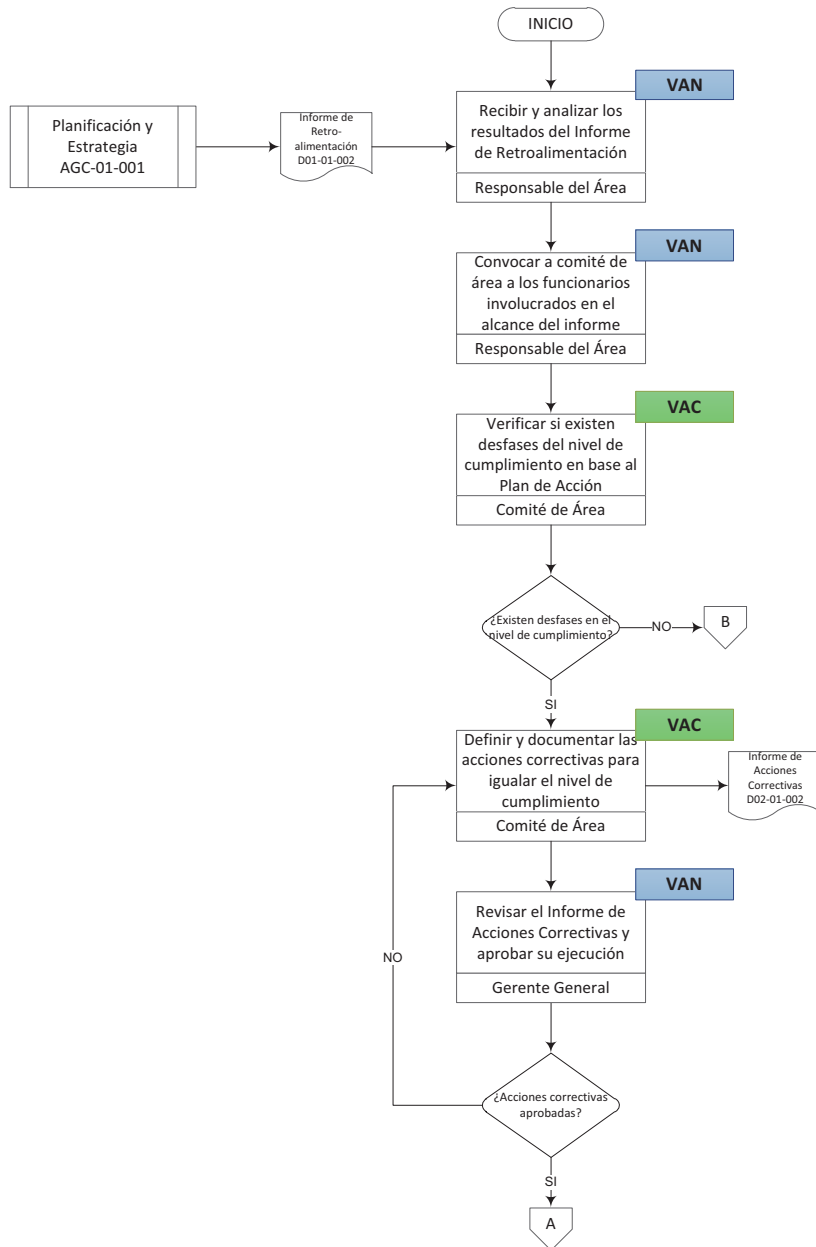 INICIO
VAN
Planificación y
Estrategia
AGC-01-001
Informe de
Retro-
alimentación
D01-01-002
Recibir y analizar los
resultados del Informe
de Retroalimentación
Responsable del Área
VAN
Convocar a comité de
área a los funcionarios
involucrados en el
alcance del informe
Responsable del Área
VAC
Verificar si existen
desfases del nivel de
cumplimiento en base al
Plan de Acción
Comité de Área
¿Existen desfases en el
nivel de cumplimiento?
NO
B
SI
VAC
Definir y documentar las
acciones correctivas para
igualar el nivel de
cumplimiento
Comité de Área
Informe de
Acciones
Correctivas
D02-01-002
VAN
Revisar el Informe de
Acciones Correctivas y
aprobar su ejecución
Gerente General
NO
¿Acciones correctivas
aprobadas?
SI
A